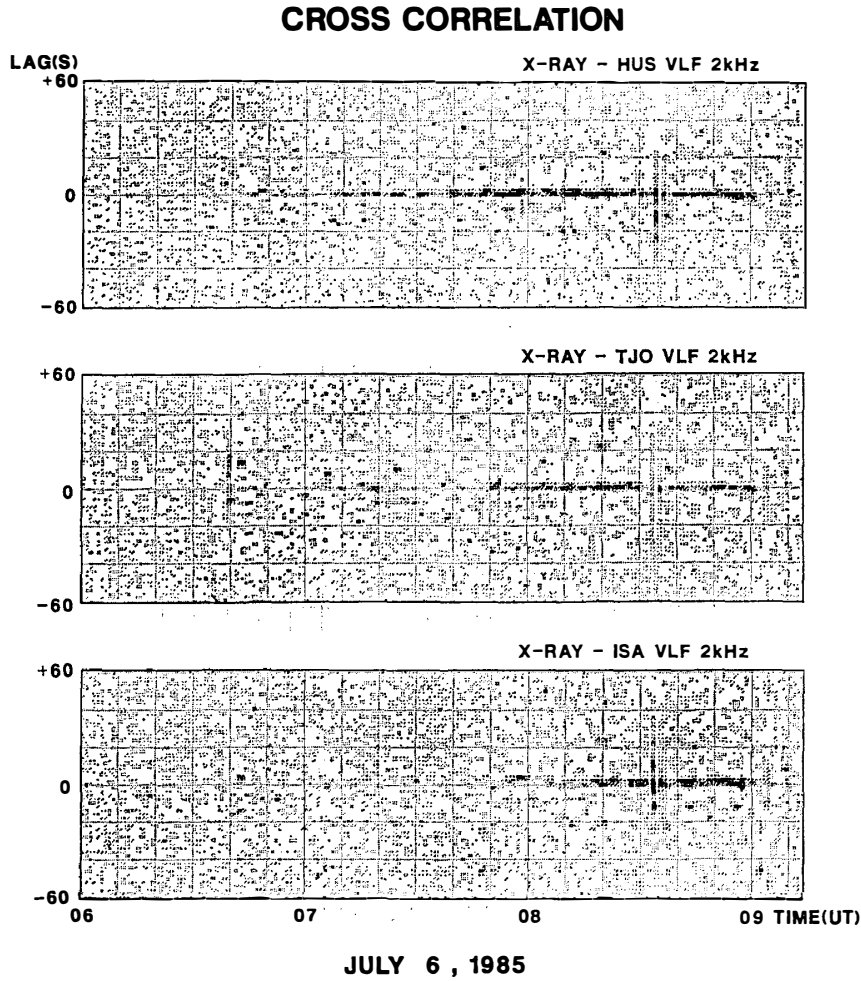 CROSS CORRELATION
LAG(S)
X-RAY - HUS VLF 2kHz
+60
0
-60
X-RAY - TJO VLF 2kHz
+60
0
-60
X-RAY - ISA VLF 2kHz
+60
0
-60
06 07 08 09 TIME(UT)
JULY 6 , 1985